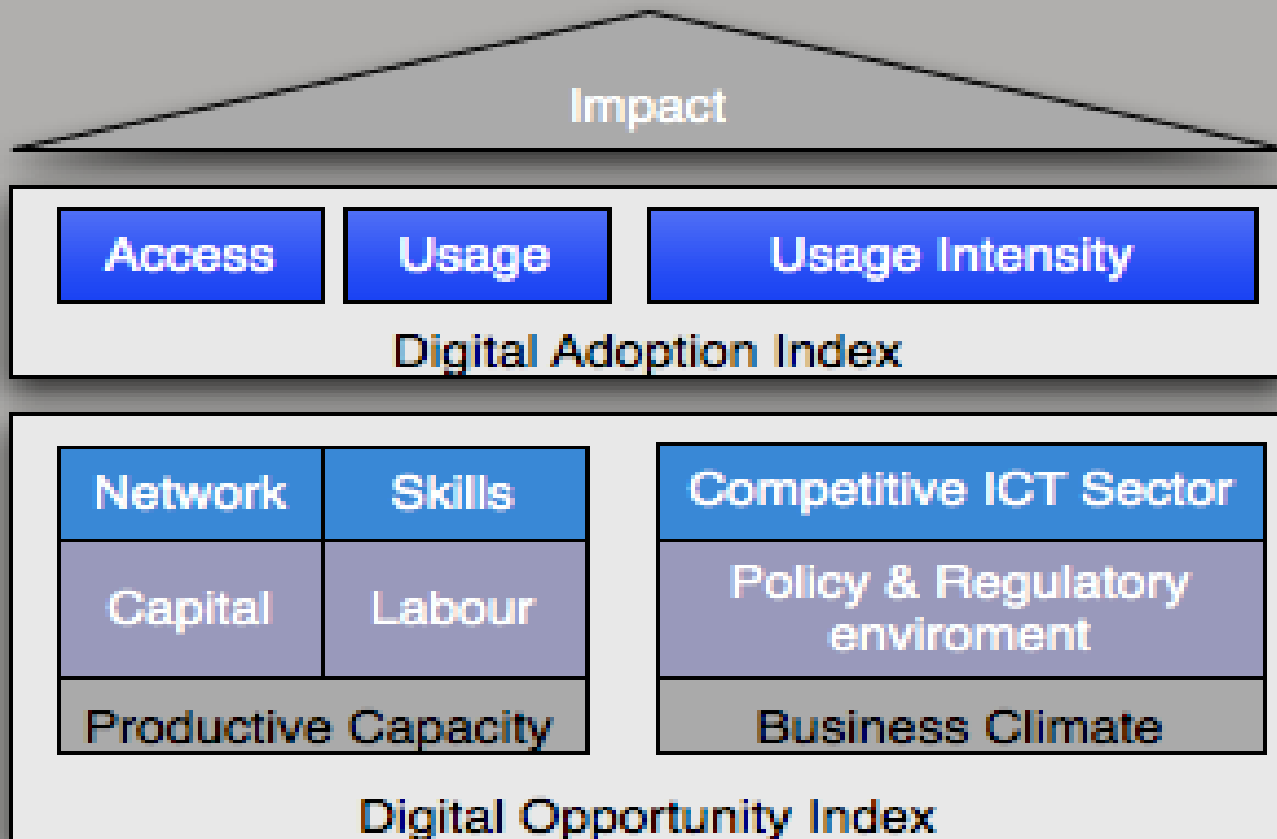 Impact
Access Usage Usage Intensity
Digital Adoption Index
Network Skills Competitive ICT Sector
Capital Labour Policy & Regulatory
enviroment
Productive Capacity Business Climate
Digital Opportunity Index